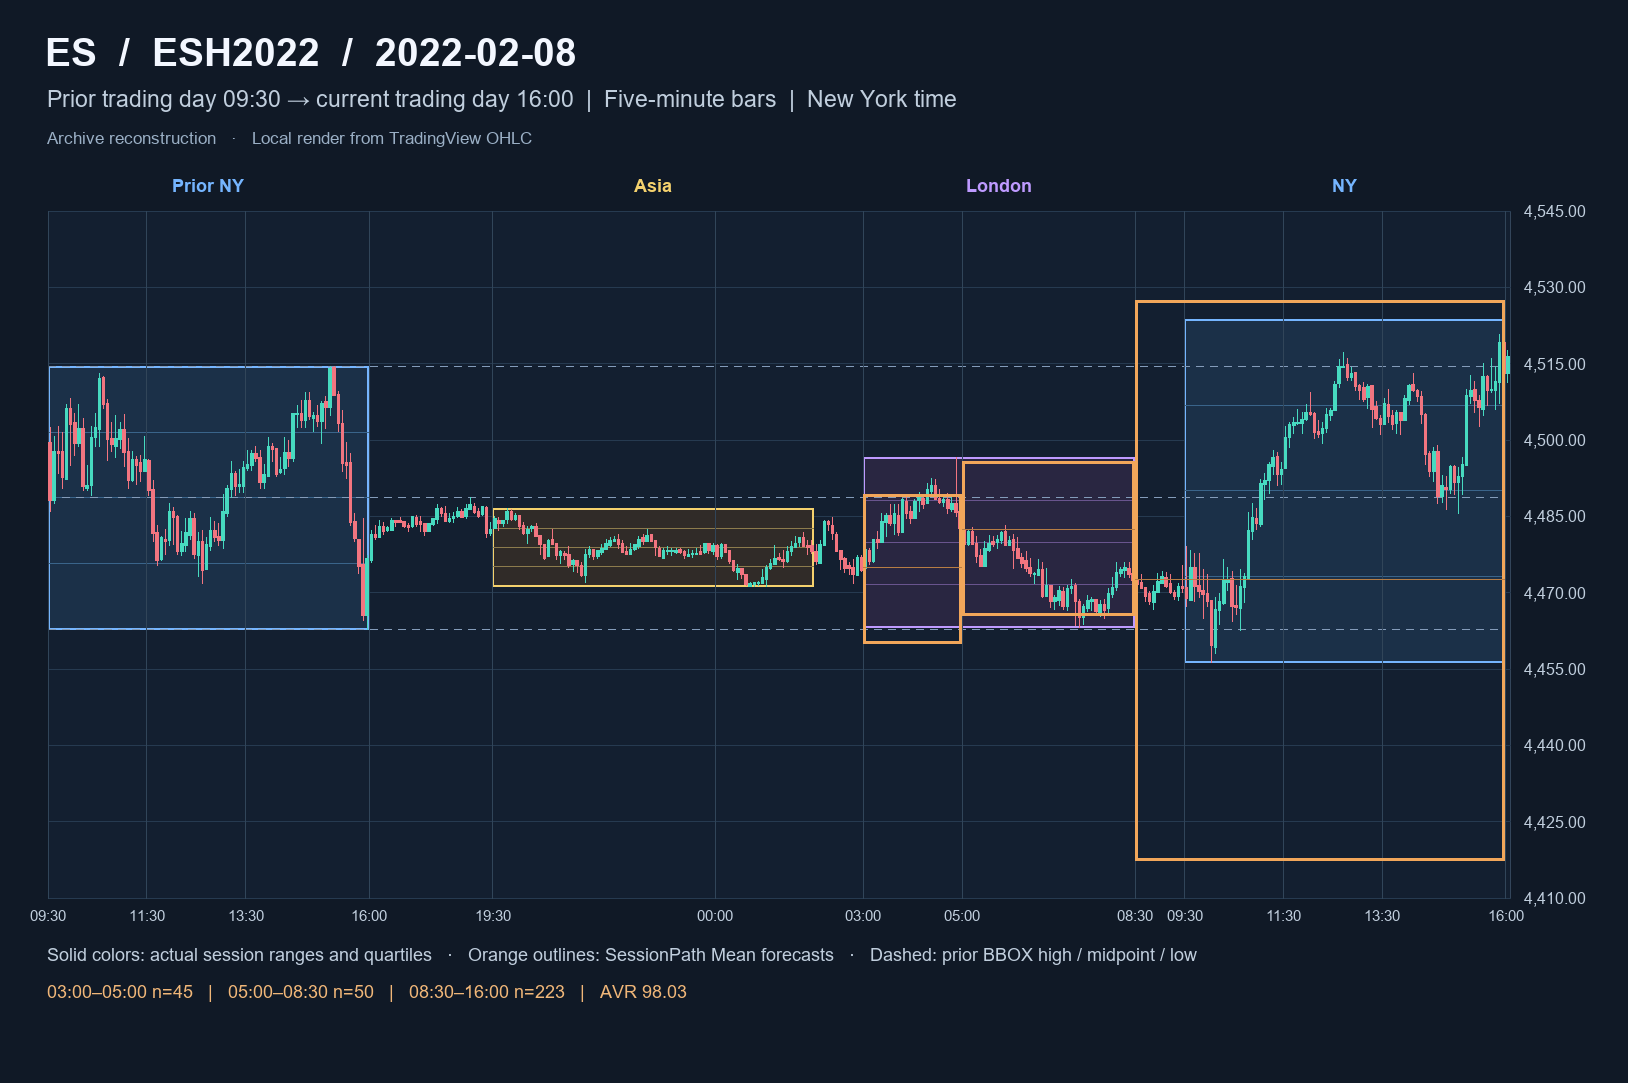 ES / ESH2022 / 2022-02-08
Prior trading day 09:30 → current trading day 16:00 | Five-minute bars | New York time
Archive reconstruction · Local render from TradingView OHLC
Prior NY Asia London NY
4,545.00
4,530.00
4,515.00
4,500.00
4,485.00
4,470.00
4,455.00
4,440.00
4,425.00
4,410.00
09:30 11:30 13:30 16:00 19:30 00:00 03:00 05:00 08:30 09:30 11:30 13:30 16:00
Solid colors: actual session ranges and quartiles · Orange outlines: SessionPath Mean forecasts · Dashed: prior BBOX high / midpoint / low
03:00–05:00 n=45 | 05:00–08:30 n=50 | 08:30–16:00 n=223 | AVR 98.03